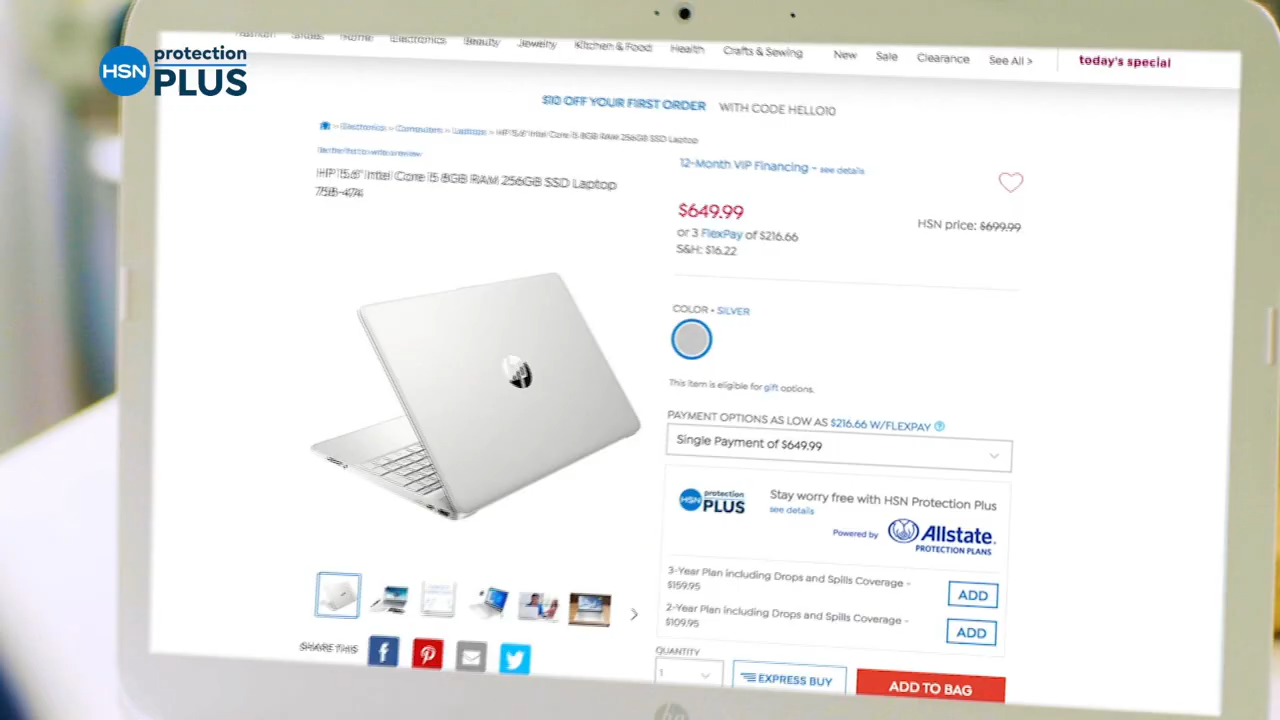 HSN protection PLUS
Fashion Shoes Home Electronics Beauty Jewelry Kitchen & Food Health Crafts & Sewing New Sale Clearance See All > today's special
$10 OFF YOUR FIRST ORDER WITH CODE HELLO10
> Electronics > Computers > Laptops > HP 15.6" Intel Core i5 8GB RAM 256GB SSD Laptop
Be the first to write a review
HP 15.6" Intel Core i5 8GB RAM 256GB SSD Laptop
758-474
12-Month VIP Financing - see details
$649.99
HSN price: $699.99
or 3 FlexPay of $216.66
S&H: $16.22
COLOR • SILVER
This item is eligible for gift options.
PAYMENT OPTIONS AS LOW AS $216.66 W/FLEXPAY ?
Single Payment of $649.99
HSN protection PLUS
Stay worry free with HSN Protection Plus
see details
Powered by Allstate.
PROTECTION PLANS
3-Year Plan including Drops and Spills Coverage -
$159.95
ADD
2-Year Plan including Drops and Spills Coverage -
$109.95
ADD
SHARE THIS
QUANTITY
1
EXPRESS BUY
ADD TO BAG
hp